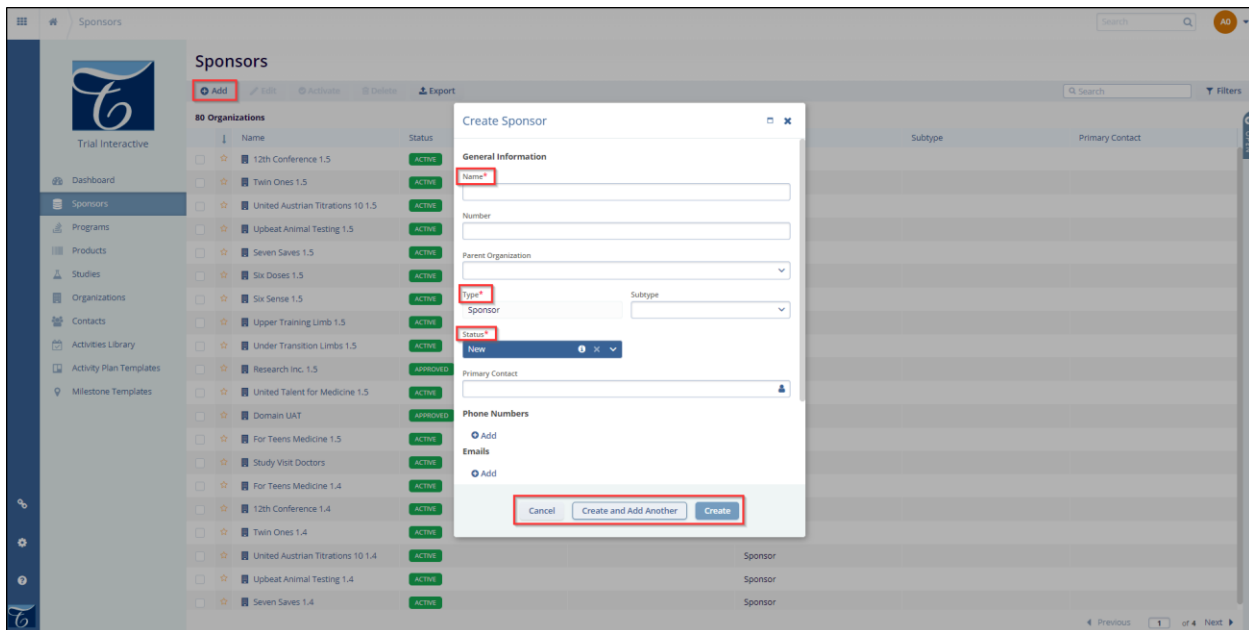 Sponsors
Search
AO
Trial Interactive
Dashboard
Sponsors
Programs
Products
Studies
Organizations
Contacts
Activities Library
Activity Plan Templates
Milestone Templates
Sponsors
Add Edit Activate Delete Export
Search
Filters
80 Organizations
Name Status Subtype Primary Contact
12th Conference 1.5 ACTIVE
Twin Ones 1.5 ACTIVE
United Austrian Titrations 10 1.5 ACTIVE
Upbeat Animal Testing 1.5 ACTIVE
Seven Saves 1.5 ACTIVE
Six Doses 1.5 ACTIVE
Six Sense 1.5 ACTIVE
Upper Training Limb 1.5 ACTIVE
Under Transition Limbs 1.5 ACTIVE
Research Inc. 1.5 APPROVED
United Talent for Medicine 1.5 ACTIVE
Domain UAT APPROVED
For Teens Medicine 1.5 ACTIVE
Study Visit Doctors ACTIVE
For Teens Medicine 1.4 ACTIVE
12th Conference 1.4 ACTIVE
Twin Ones 1.4 ACTIVE
United Austrian Titrations 10 1.4 ACTIVE Sponsor
Upbeat Animal Testing 1.4 ACTIVE Sponsor
Seven Saves 1.4 ACTIVE Sponsor
Previous 1 of 4 Next
Create Sponsor
General Information
Name*
Number
Parent Organization
Type* Subtype
Sponsor
Status*
New
Primary Contact
Phone Numbers
Add
Emails
Add
Cancel Create and Add Another Create